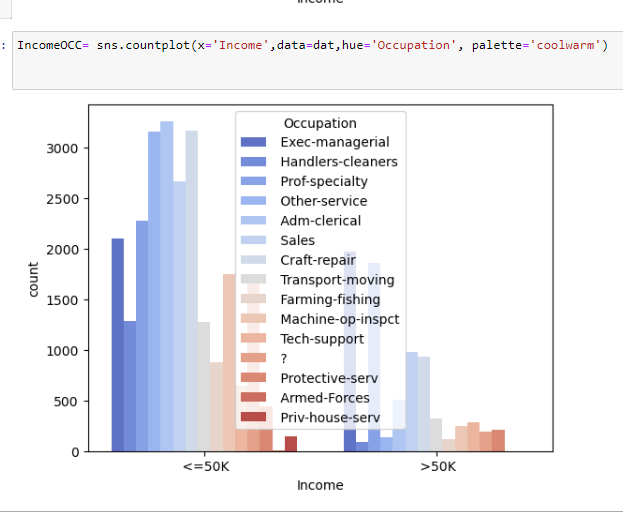 Income
: IncomeOCC= sns.countplot(x='Income',data=dat,hue='Occupation', palette='coolwarm')
Occupation
Exec-managerial
Handlers-cleaners
Prof-specialty
Other-service
Adm-clerical
Sales
Craft-repair
Transport-moving
Farming-fishing
Machine-op-inspct
Tech-support
?
Protective-serv
Armed-Forces
Priv-house-serv
3000
2500
2000
1500
1000
500
0
count
<=50K >50K
Income